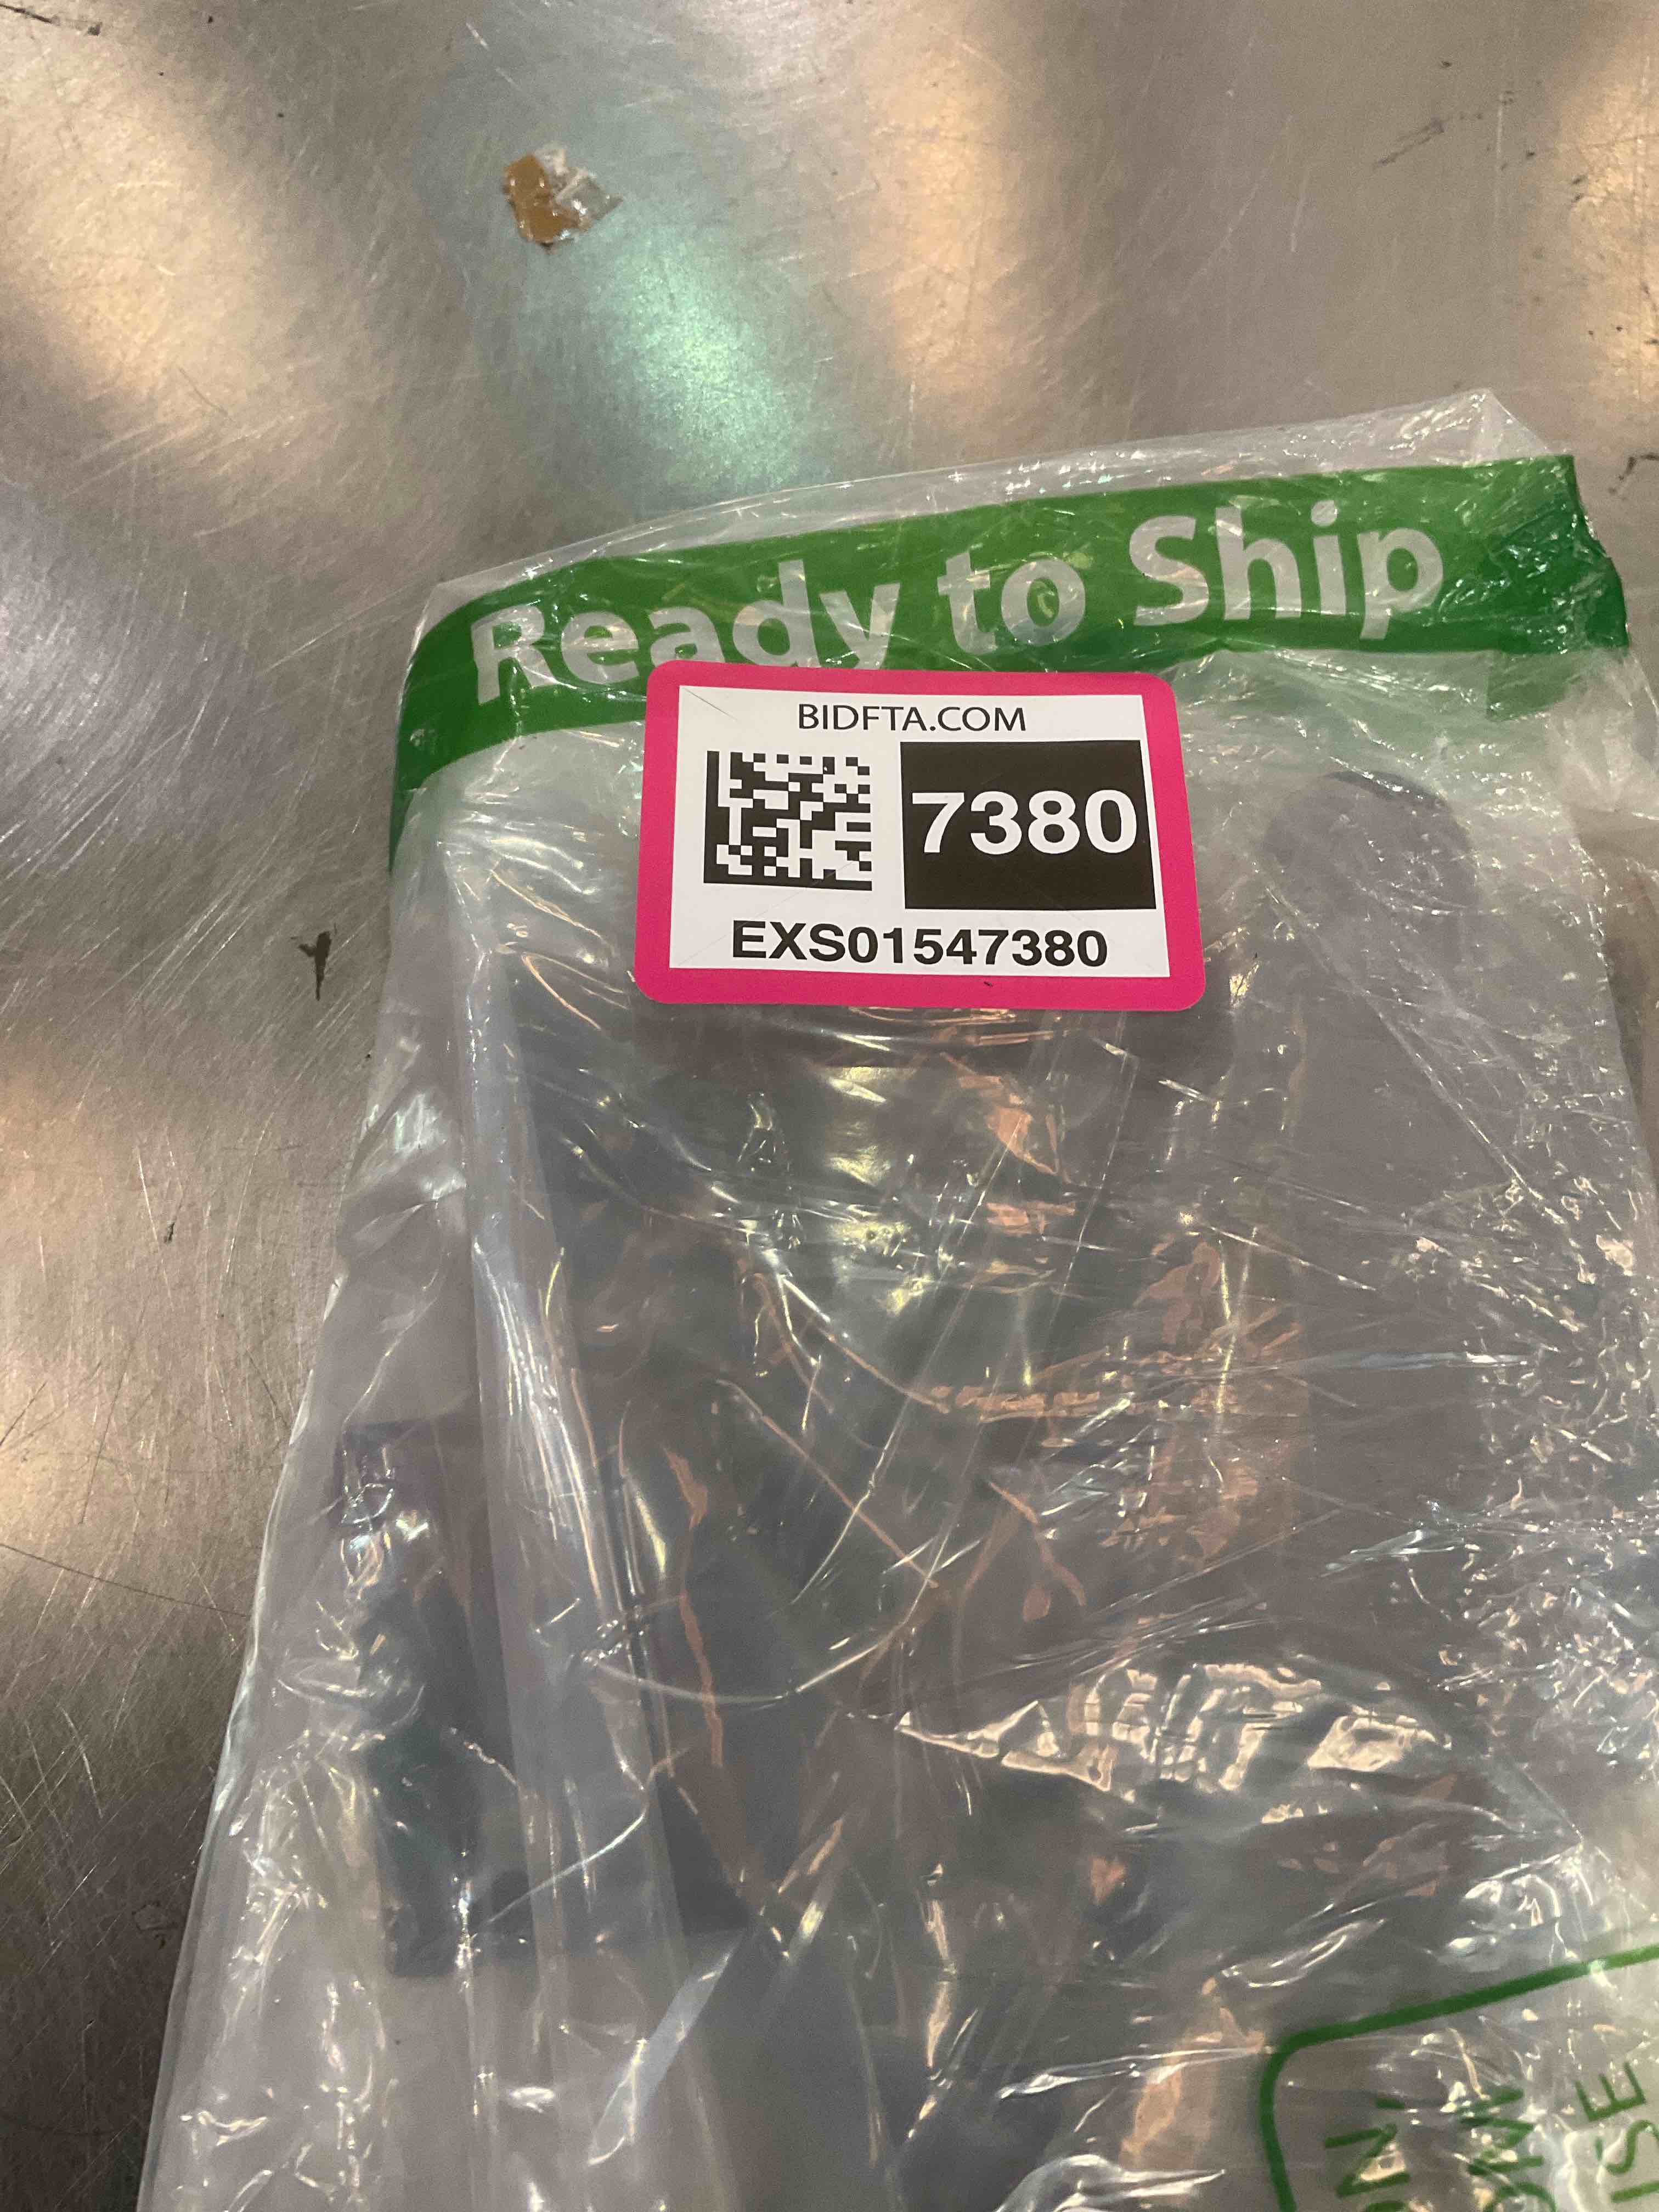 Ready to Ship
BIDFTA.COM
7380
EXS01547380